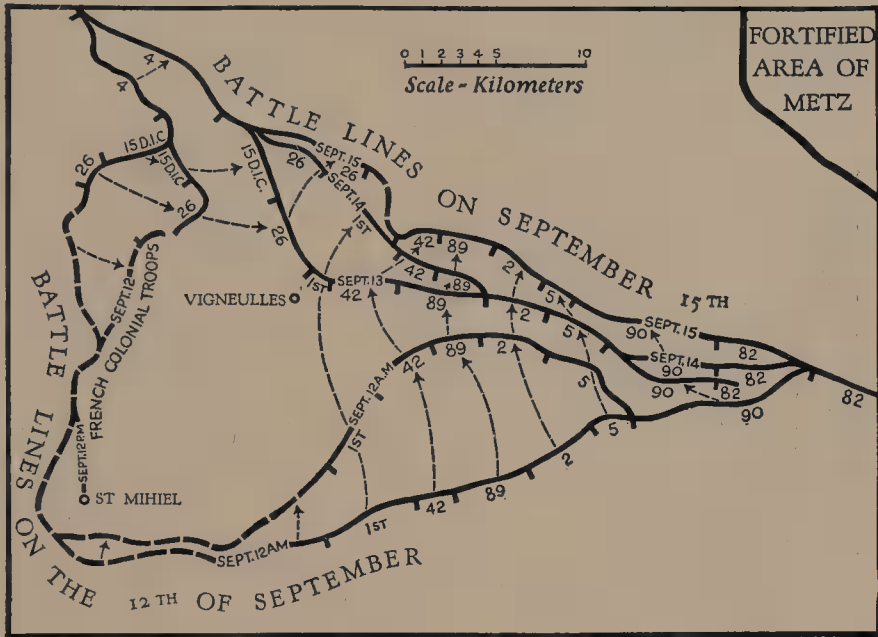 BATTLE LINES ON SEPTEMBER 15TH
0 1 2 3 4 5 10
Scale - Kilometers
FORTIFIED
AREA OF
METZ
4
4
15 D.I.C
15 D.I.C
26
26
15 D.I.C.
26
26
SEPT. 15
26
SEPT. 14
1ST
42
89
2
5
90
SEPT. 15
82
42
89
SEPT. 13
1ST
42
89
2
5
90
SEPT. 14
82
90
82
90
82
VIGNEULLES
SEPT. 12
FRENCH COLONIAL TROOPS
SEPT. 12 P.M
ST MIHIEL
SEPT. 12 A.M
1ST
42
89
2
5
SEPT. 12 AM
1ST
42
89
2
5
BATTLE LINES ON THE 12TH OF SEPTEMBER